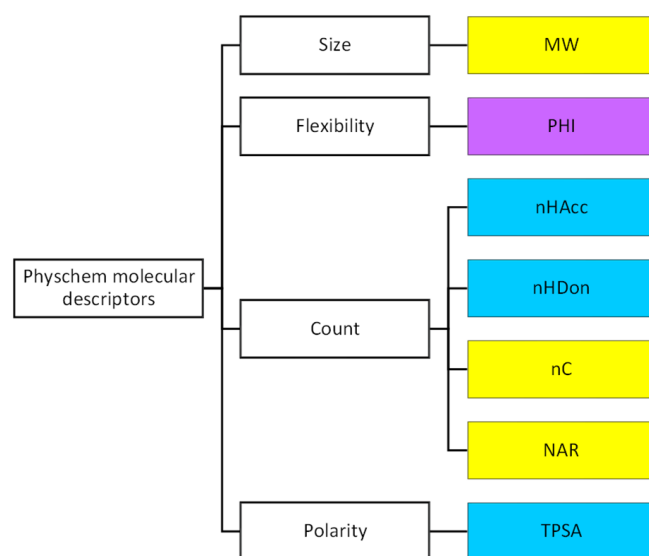 Size
MW
Flexibility
PHI
nHAcc
Physchem molecular
descriptors
nHDon
Count
nC
NAR
Polarity
TPSA